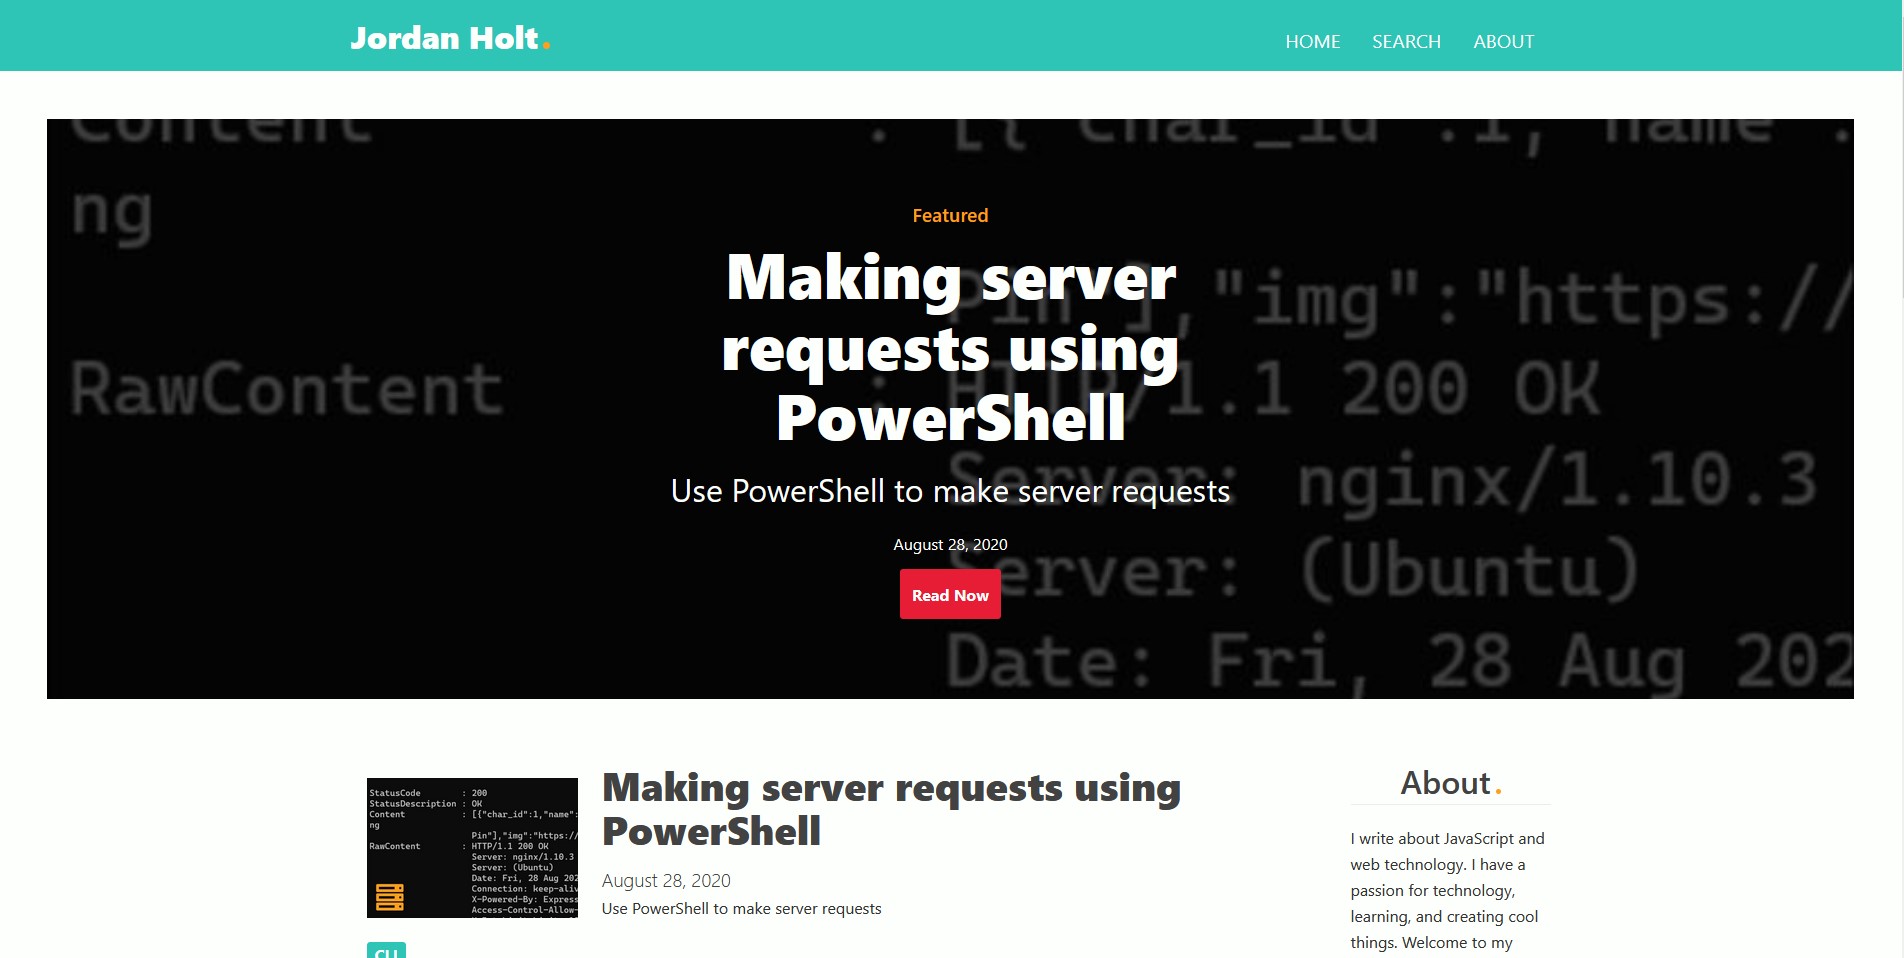 Jordan Holt.
HOME SEARCH ABOUT
Content : [{"char_id":1,"name":
ng
Pin"],"img":"https://
RawContent : HTTP/1.1 200 OK
Server: nginx/1.10.3
Server: (Ubuntu)
Date: Fri, 28 Aug 202
Featured
Making server
requests using
PowerShell
Use PowerShell to make server requests
August 28, 2020
Read Now
StatusCode : 200
StatusDescription : OK
Content : [{"char_id":1,"name":
ng
Pin"],"img":"https://
RawContent : HTTP/1.1 200 OK
Server: nginx/1.10.3
Server: (Ubuntu)
Date: Fri, 28 Aug 202
Connection: keep-aliv
X-Powered-By: Express
Access-Control-Allow-
Making server requests using
PowerShell
August 28, 2020
Use PowerShell to make server requests
About.
I write about JavaScript and
web technology. I have a
passion for technology,
learning, and creating cool
things. Welcome to my